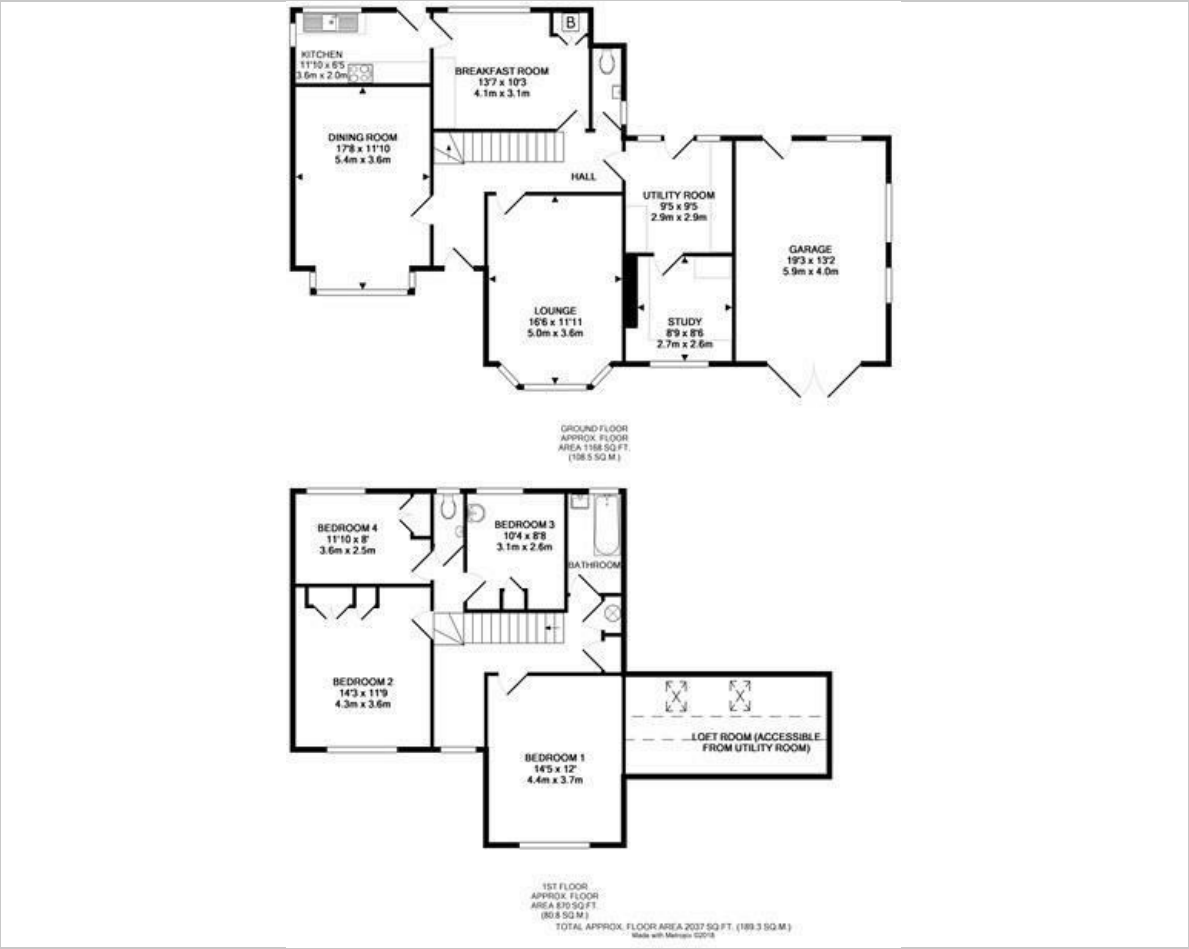 KITCHEN
11'10 x 6'5
3.6m x 2.0m
BREAKFAST ROOM
13'7 x 10'3
4.1m x 3.1m
B
DINING ROOM
17'8 x 11'10
5.4m x 3.6m
HALL
UTILITY ROOM
9'5 x 9'5
2.9m x 2.9m
GARAGE
19'3 x 13'2
5.9m x 4.0m
LOUNGE
16'6 x 11'11
5.0m x 3.6m
STUDY
8'9 x 8'6
2.7m x 2.6m
GROUND FLOOR
APPROX. FLOOR
AREA 1168 SQ.FT.
(108.5 SQ.M.)
BEDROOM 4
11'10 x 8'
3.6m x 2.5m
BEDROOM 3
10'4 x 8'8
3.1m x 2.6m
BATHROOM
BEDROOM 2
14'3 x 11'9
4.3m x 3.6m
BEDROOM 1
14'5 x 12'
4.4m x 3.7m
LOFT ROOM (ACCESSIBLE
FROM UTILITY ROOM)
1ST FLOOR
APPROX. FLOOR
AREA 870 SQ.FT.
(80.8 SQ.M.)
TOTAL APPROX. FLOOR AREA 2037 SQ.FT. (189.3 SQ.M.)
Made with Metropix ©2018